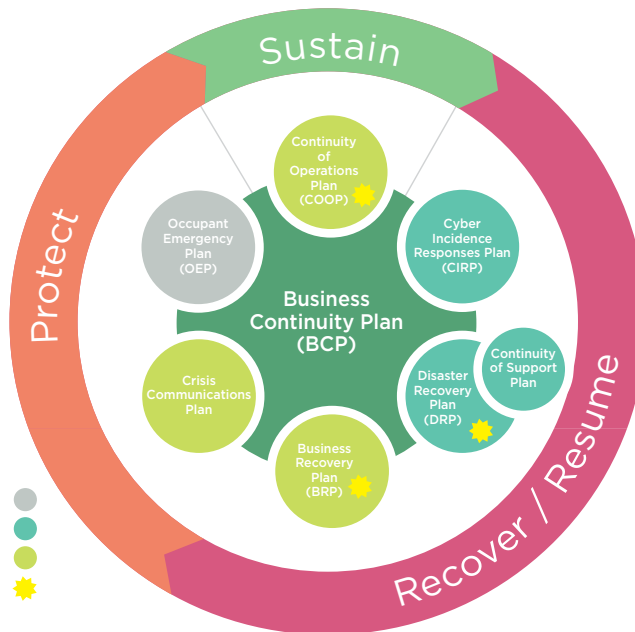 Sustain
Protect
Recover / Resume
Continuity
of
Operations
Plan
(COOP)
Occupant
Emergency
Plan
(OEP)
Cyber
Incidence
Responses Plan
(CIRP)
Business
Continuity Plan
(BCP)
Crisis
Communications
Plan
Disaster
Recovery
Plan
(DRP)
Continuity
of Support
Plan
Business
Recovery
Plan
(BRP)